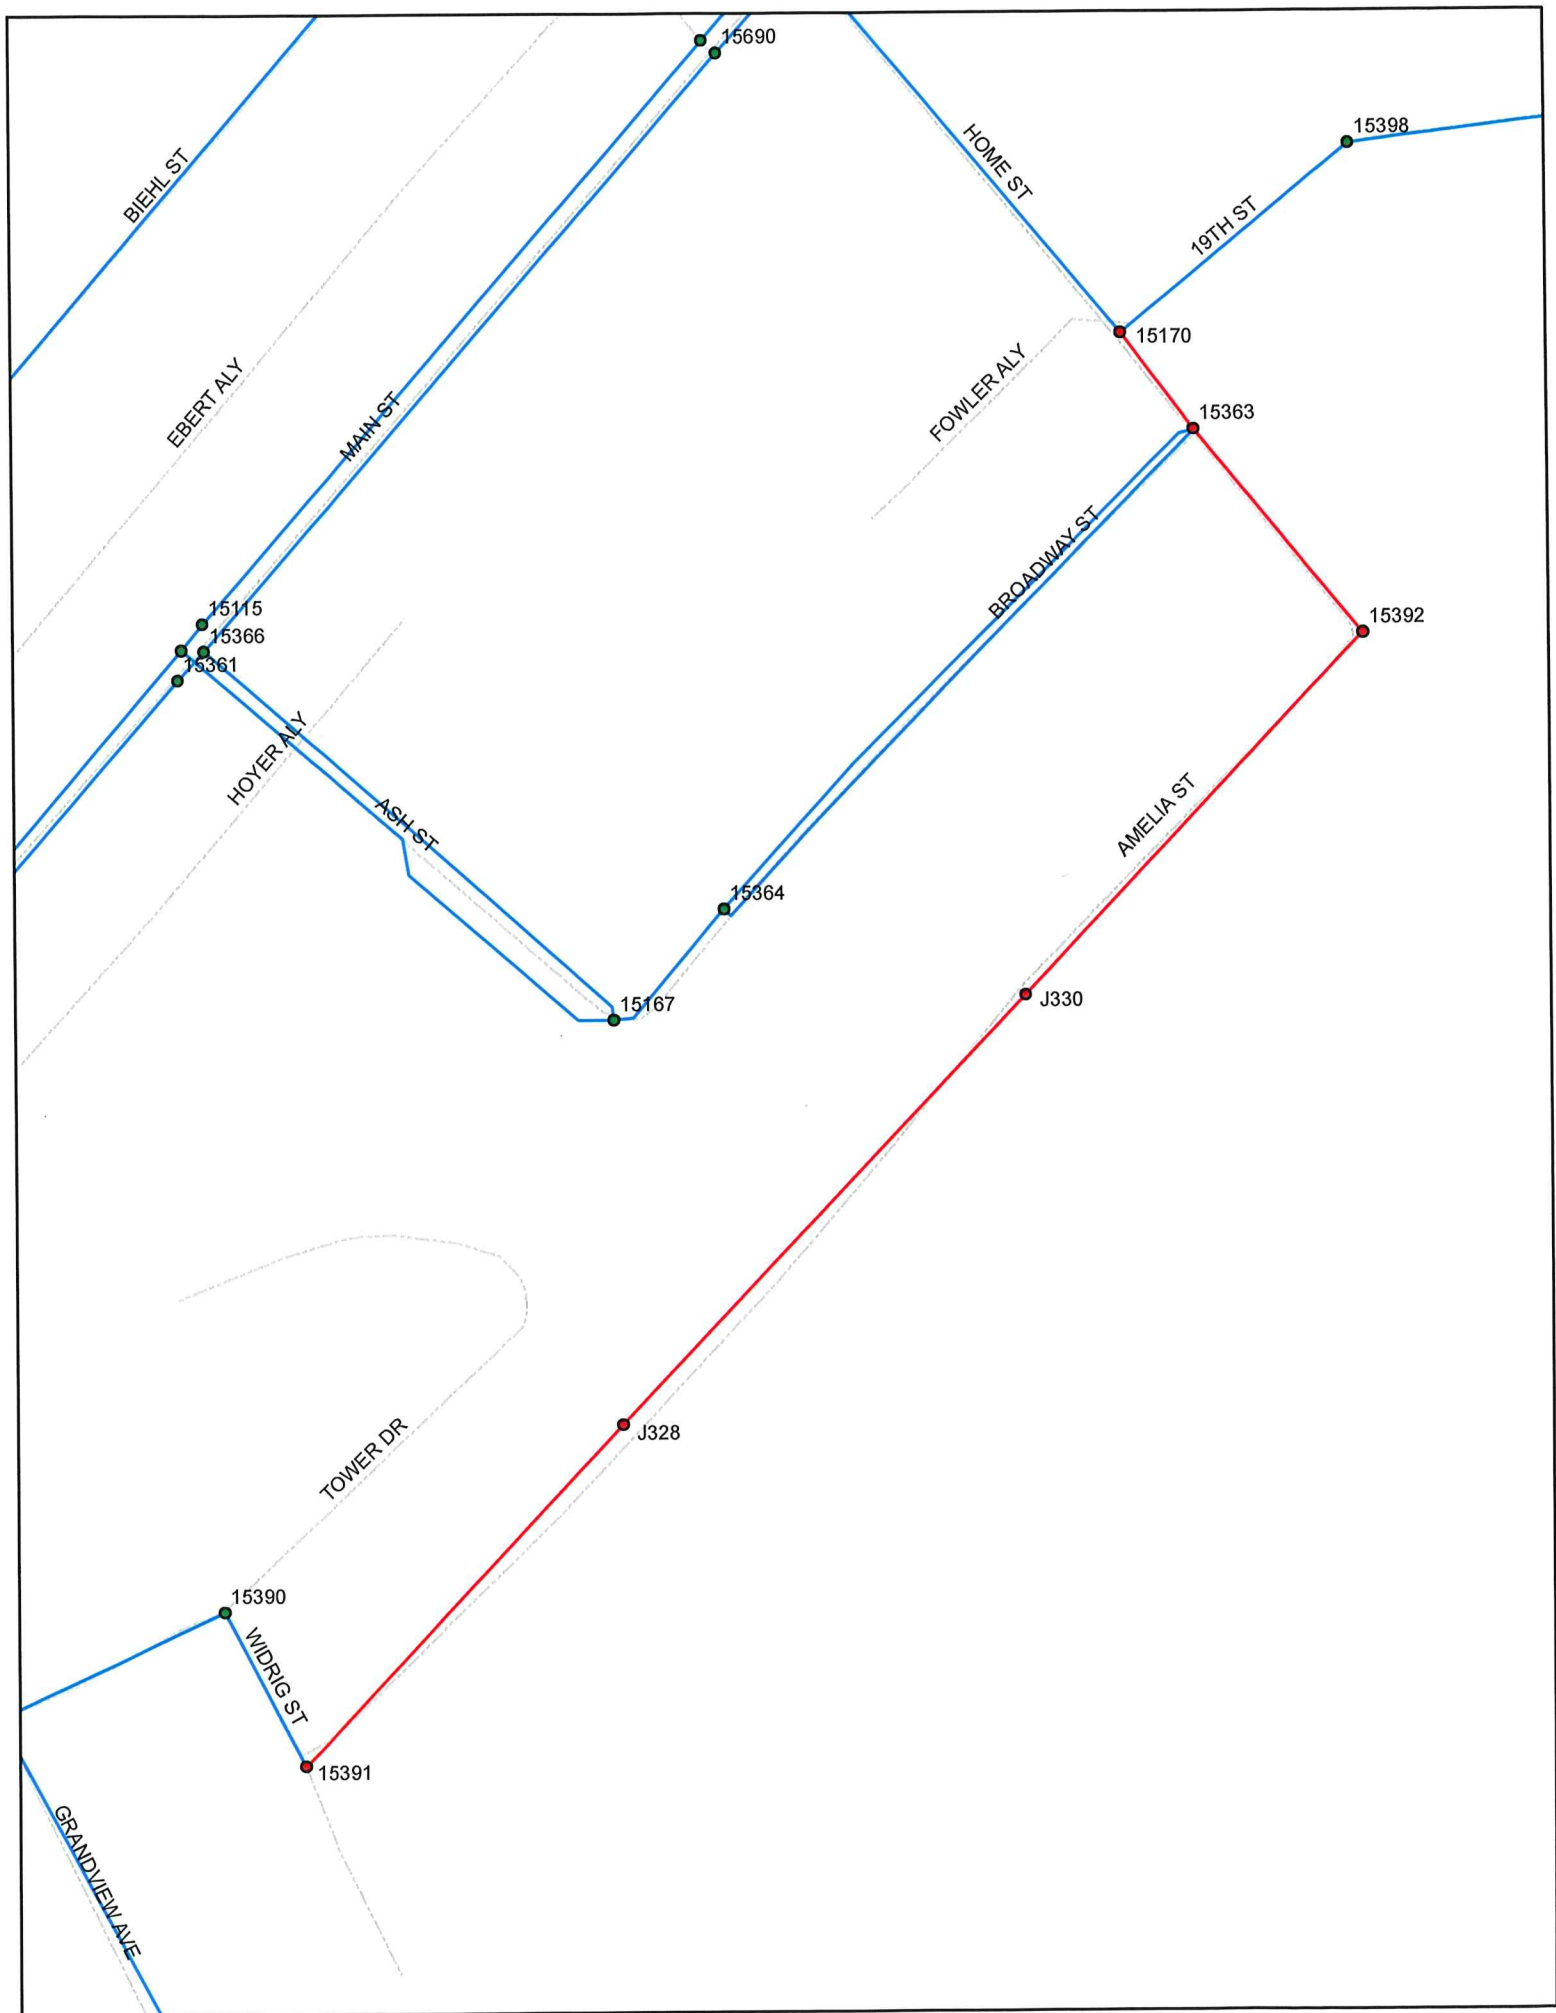 15690
15398
HOME ST
BIEHL ST
19TH ST
15170
EBERT ALY
FOWLER ALY
MAIN ST
15363
BROADWAY ST
15115
15392
15366
15361
HOYER ALY
AMELIA ST
ASH ST
15364
J330
15167
J328
TOWER DR
15390
WIDRIG ST
15391
GRANDVIEW AVE